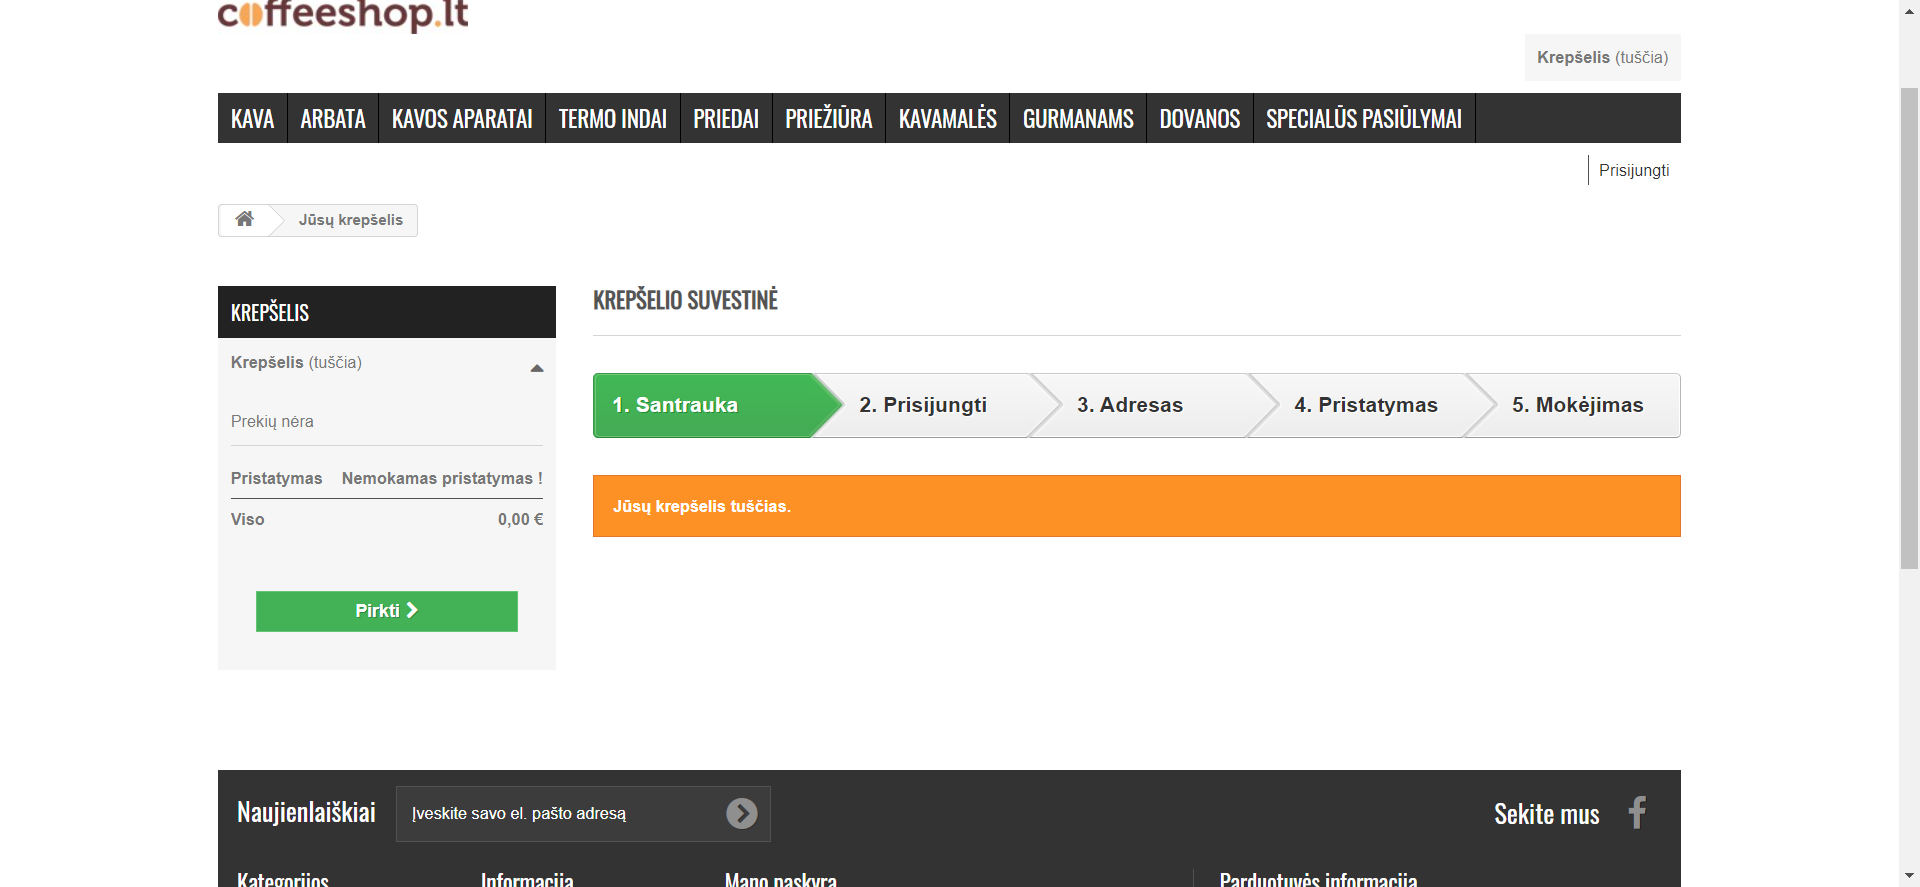 coffeeshop.lt
Krepšelis (tuščia)
KAVA ARBATA KAVOS APARATAI TERMO INDAI PRIEDAI PRIEŽIŪRA KAVAMALĖS GURMANAMS DOVANOS SPECIALŪS PASIŪLYMAI
Prisijungti
Jūsų krepšelis
KREPŠELIS
Krepšelis (tuščia)
Prekių nėra
Pristatymas Nemokamas pristatymas !
Viso 0,00 €
Pirkti
KREPŠELIO SUVESTINĖ
1. Santrauka 2. Prisijungti 3. Adresas 4. Pristatymas 5. Mokėjimas
Jūsų krepšelis tuščias.
Naujienlaiškiai Įveskite savo el. pašto adresą Sekite mus
Kategorijos Informacija Mano paskyra Parduotuvės informacija